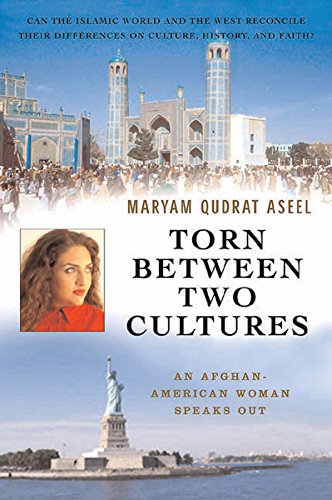 CAN THE ISLAMIC WORLD AND THE WEST RECONCILE
THEIR DIFFERENCES ON CULTURE, HISTORY, AND FAITH?
MARYAM QUDRAT ASEEL
TORN
BETWEEN
TWO
CULTURES
AN AFGHAN-
AMERICAN WOMAN
SPEAKS OUT